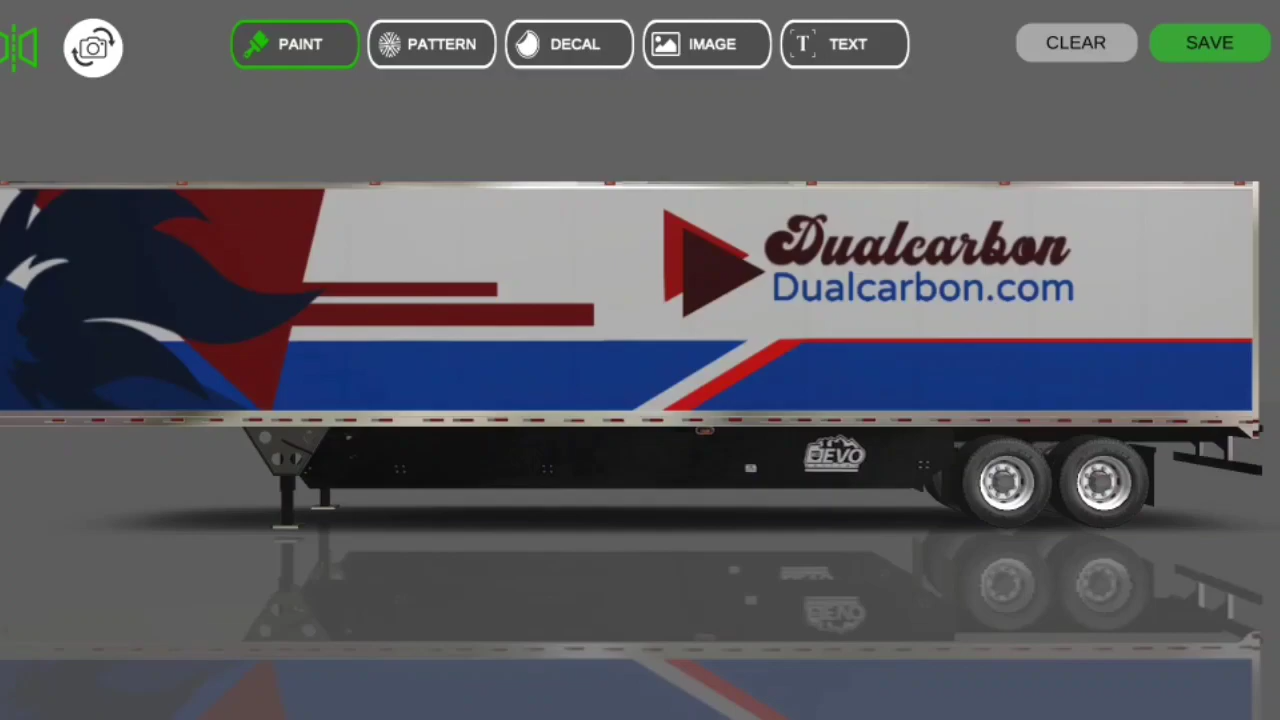 PAINT
PATTERN
DECAL
IMAGE
T TEXT
CLEAR
SAVE
Dualcarbon
Dualcarbon.com
DEVO